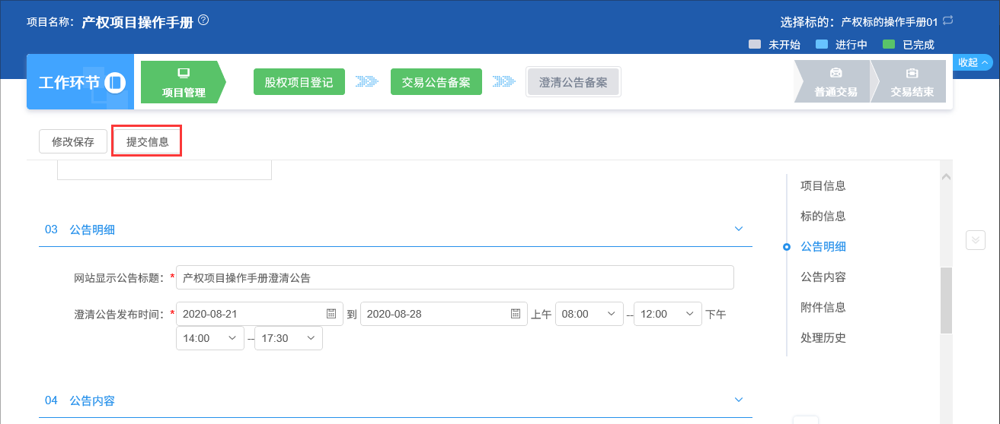 项目名称：产权项目操作手册
选择标的：产权标的操作手册01
未开始 进行中 已完成
收起
工作环节
项目管理
股权项目登记
交易公告备案
澄清公告备案
普通交易
交易结束
修改保存
提交信息
项目信息
标的信息
公告明细
公告内容
附件信息
处理历史
03 公告明细
网站显示公告标题：*产权项目操作手册澄清公告
澄清公告发布时间：*2020-08-21 到 2020-08-28 上午 08:00 --12:00 下午
14:00 --17:30
04 公告内容